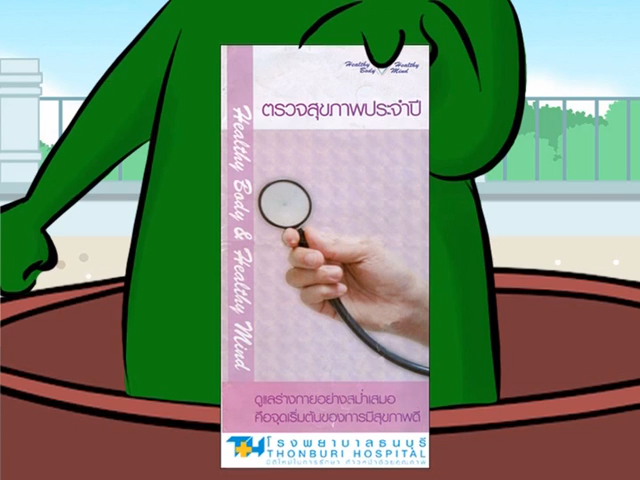 Healthy Body
Healthy Mind
ตรวจสุขภาพประจำปี
Healthy Body & Healthy Mind
ดูแลร่างกายอย่างสม่ำเสมอ
คือจุดเริ่มต้นของการมีสุขภาพดี
TH โรงพยาบาลธนบุรี
THONBURI HOSPITAL